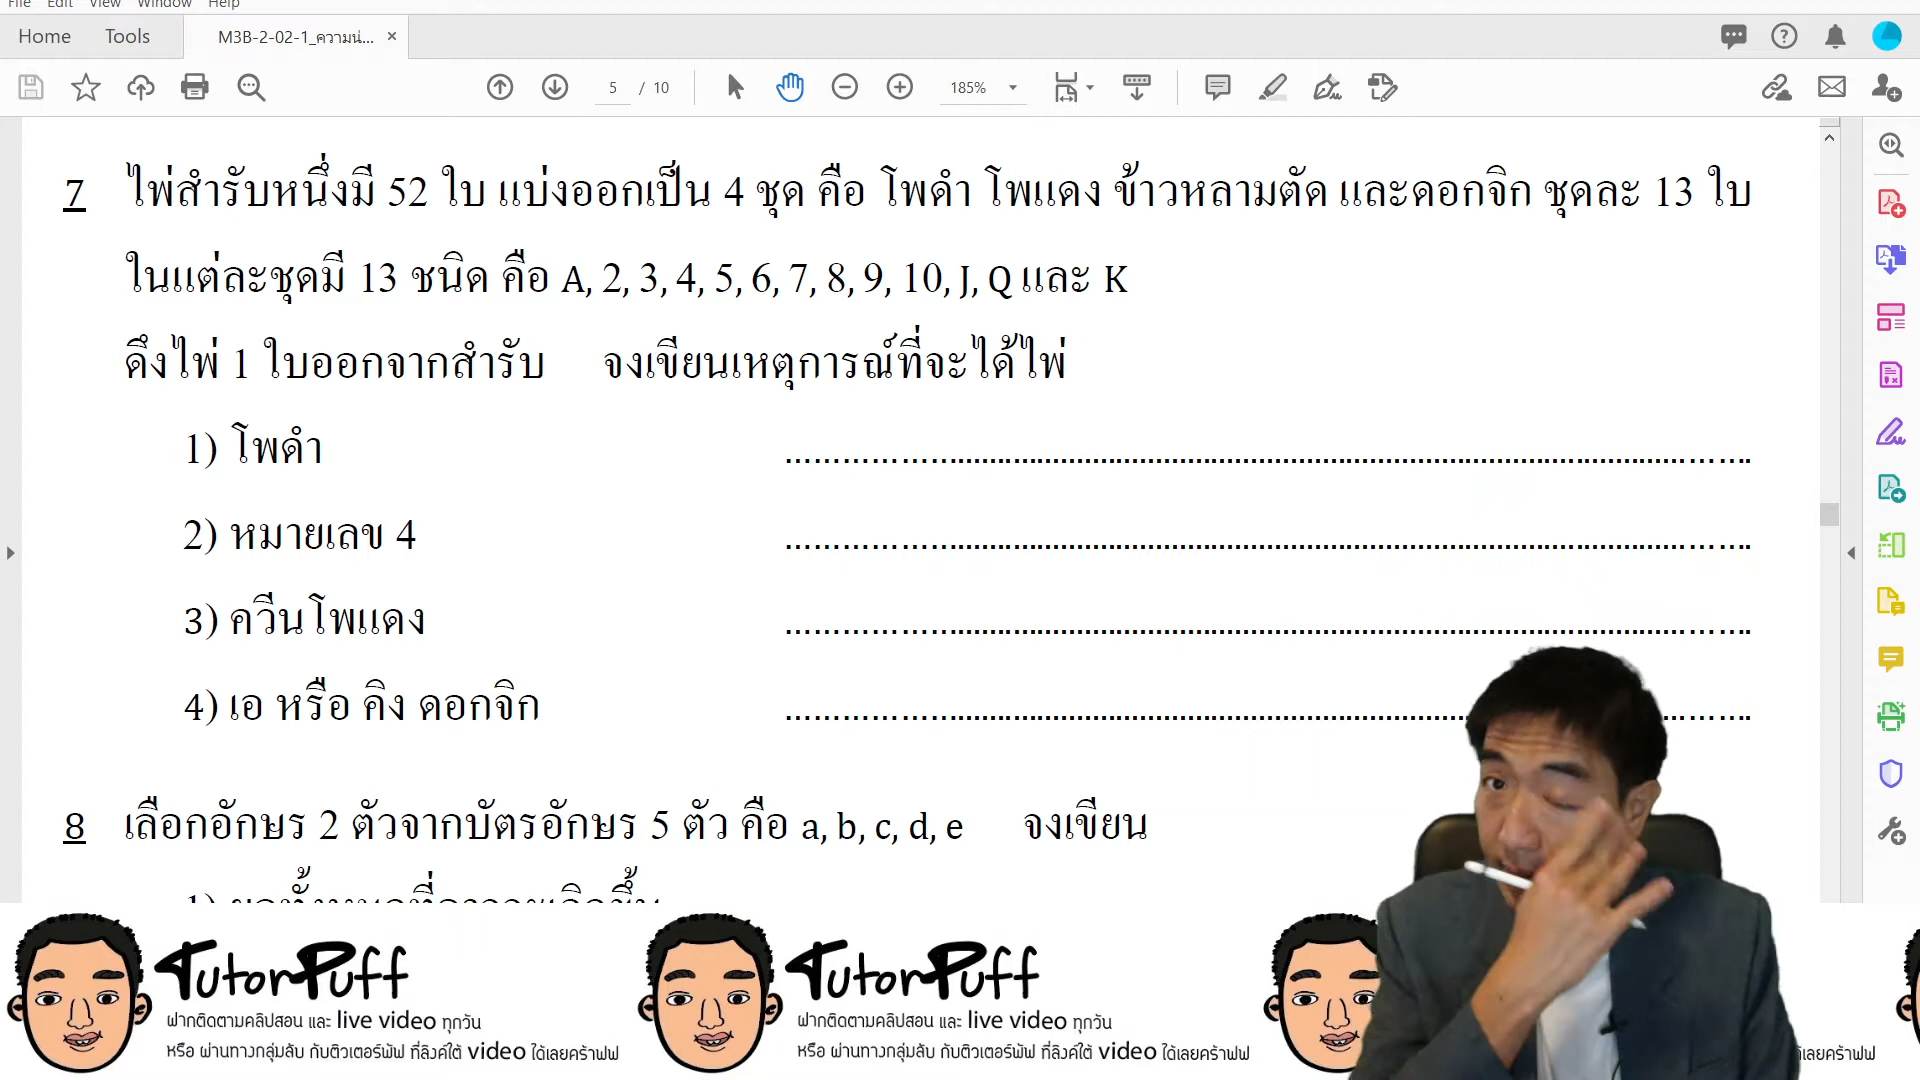 File Edit View Window Help
Home Tools M3B-2-02-1_ความน่...
5 / 10 185%
7 ไพ่สำรับหนึ่งมี 52 ใบ แบ่งออกเป็น 4 ชุด คือ โพดำ โพแดง ข้าวหลามตัด และดอกจิก ชุดละ 13 ใบ
ในแต่ละชุดมี 13 ชนิด คือ A, 2, 3, 4, 5, 6, 7, 8, 9, 10, J, Q และ K
ดึงไพ่ 1 ใบออกจากสำรับ จงเขียนเหตุการณ์ที่จะได้ไพ่
1) โพดำ
2) หมายเลข 4
3) ควีนโพแดง
4) เอ หรือ คิง ดอกจิก
8 เลือกอักษร 2 ตัวจากบัตรอักษร 5 ตัว คือ a, b, c, d, e จงเขียน
TutorPuff TutorPuff
ฝากติดตามคลิปสอน และ live video ทุกวัน ฝากติดตามคลิปสอน และ live video ทุกวัน
หรือ ผ่านทางกลุ่มลับ กับติวเตอร์พัฟ ที่ลิงค์ใต้ video ได้เลยคร้าฟฟ หรือ ผ่านทางกลุ่มลับ กับติวเตอร์พัฟ ที่ลิงค์ใต้ video ได้เลยคร้าฟฟ ได้เลยคร้าฟฟ